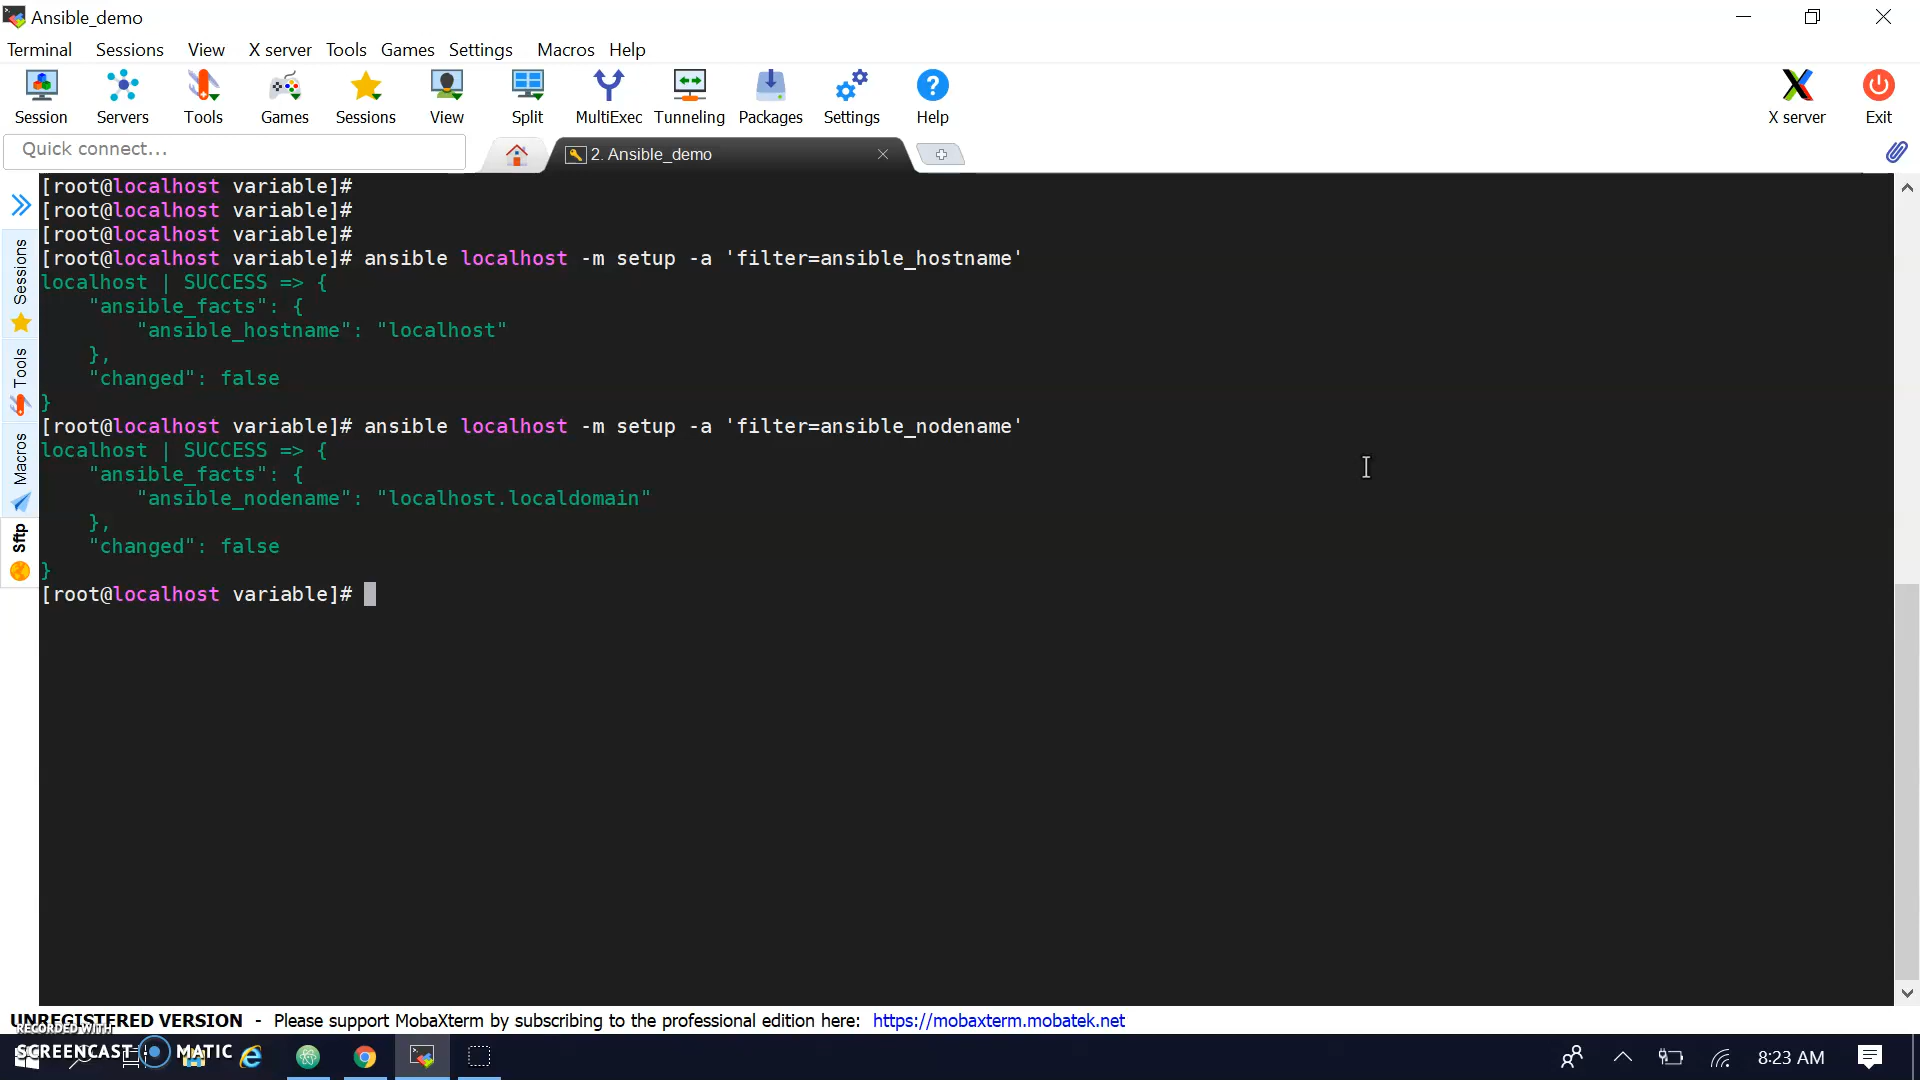 Ansible_demo
Terminal Sessions View X server Tools Games Settings Macros Help
Session Servers Tools Games Sessions View Split MultiExec Tunneling Packages Settings Help X server Exit
Quick connect... 2. Ansible_demo
[root@localhost variable]#
[root@localhost variable]#
[root@localhost variable]#
[root@localhost variable]# ansible localhost -m setup -a 'filter=ansible_hostname'
localhost | SUCCESS => {
    "ansible_facts": {
        "ansible_hostname": "localhost"
    },
    "changed": false
}
[root@localhost variable]# ansible localhost -m setup -a 'filter=ansible_nodename'
localhost | SUCCESS => {
    "ansible_facts": {
        "ansible_nodename": "localhost.localdomain"
    },
    "changed": false
}
[root@localhost variable]#
Sessions
Tools
Macros
Sftp
UNREGISTERED VERSION - Please support MobaXterm by subscribing to the professional edition here: https://mobaxterm.mobatek.net
RECORDED WITH
SCREENCAST MATIC
8:23 AM